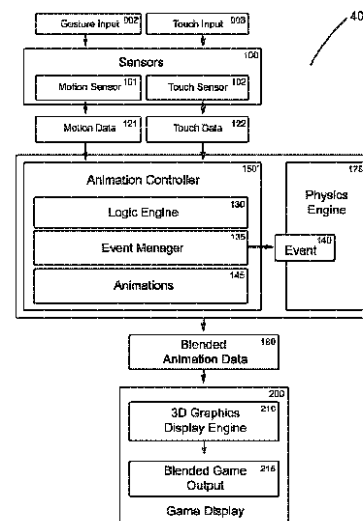 40
Gesture Input 002
Touch Input 003
100
Sensors
Motion Sensor 101
Touch Sensor 102
Motion Data 121
Touch Data 122
150
Animation Controller
175
Physics
Engine
130
Logic Engine
135
Event Manager
140
Event
145
Animations
Blended 180
Animation Data
200
3D Graphics 210
Display Engine
Blended Game 215
Output
Game Display